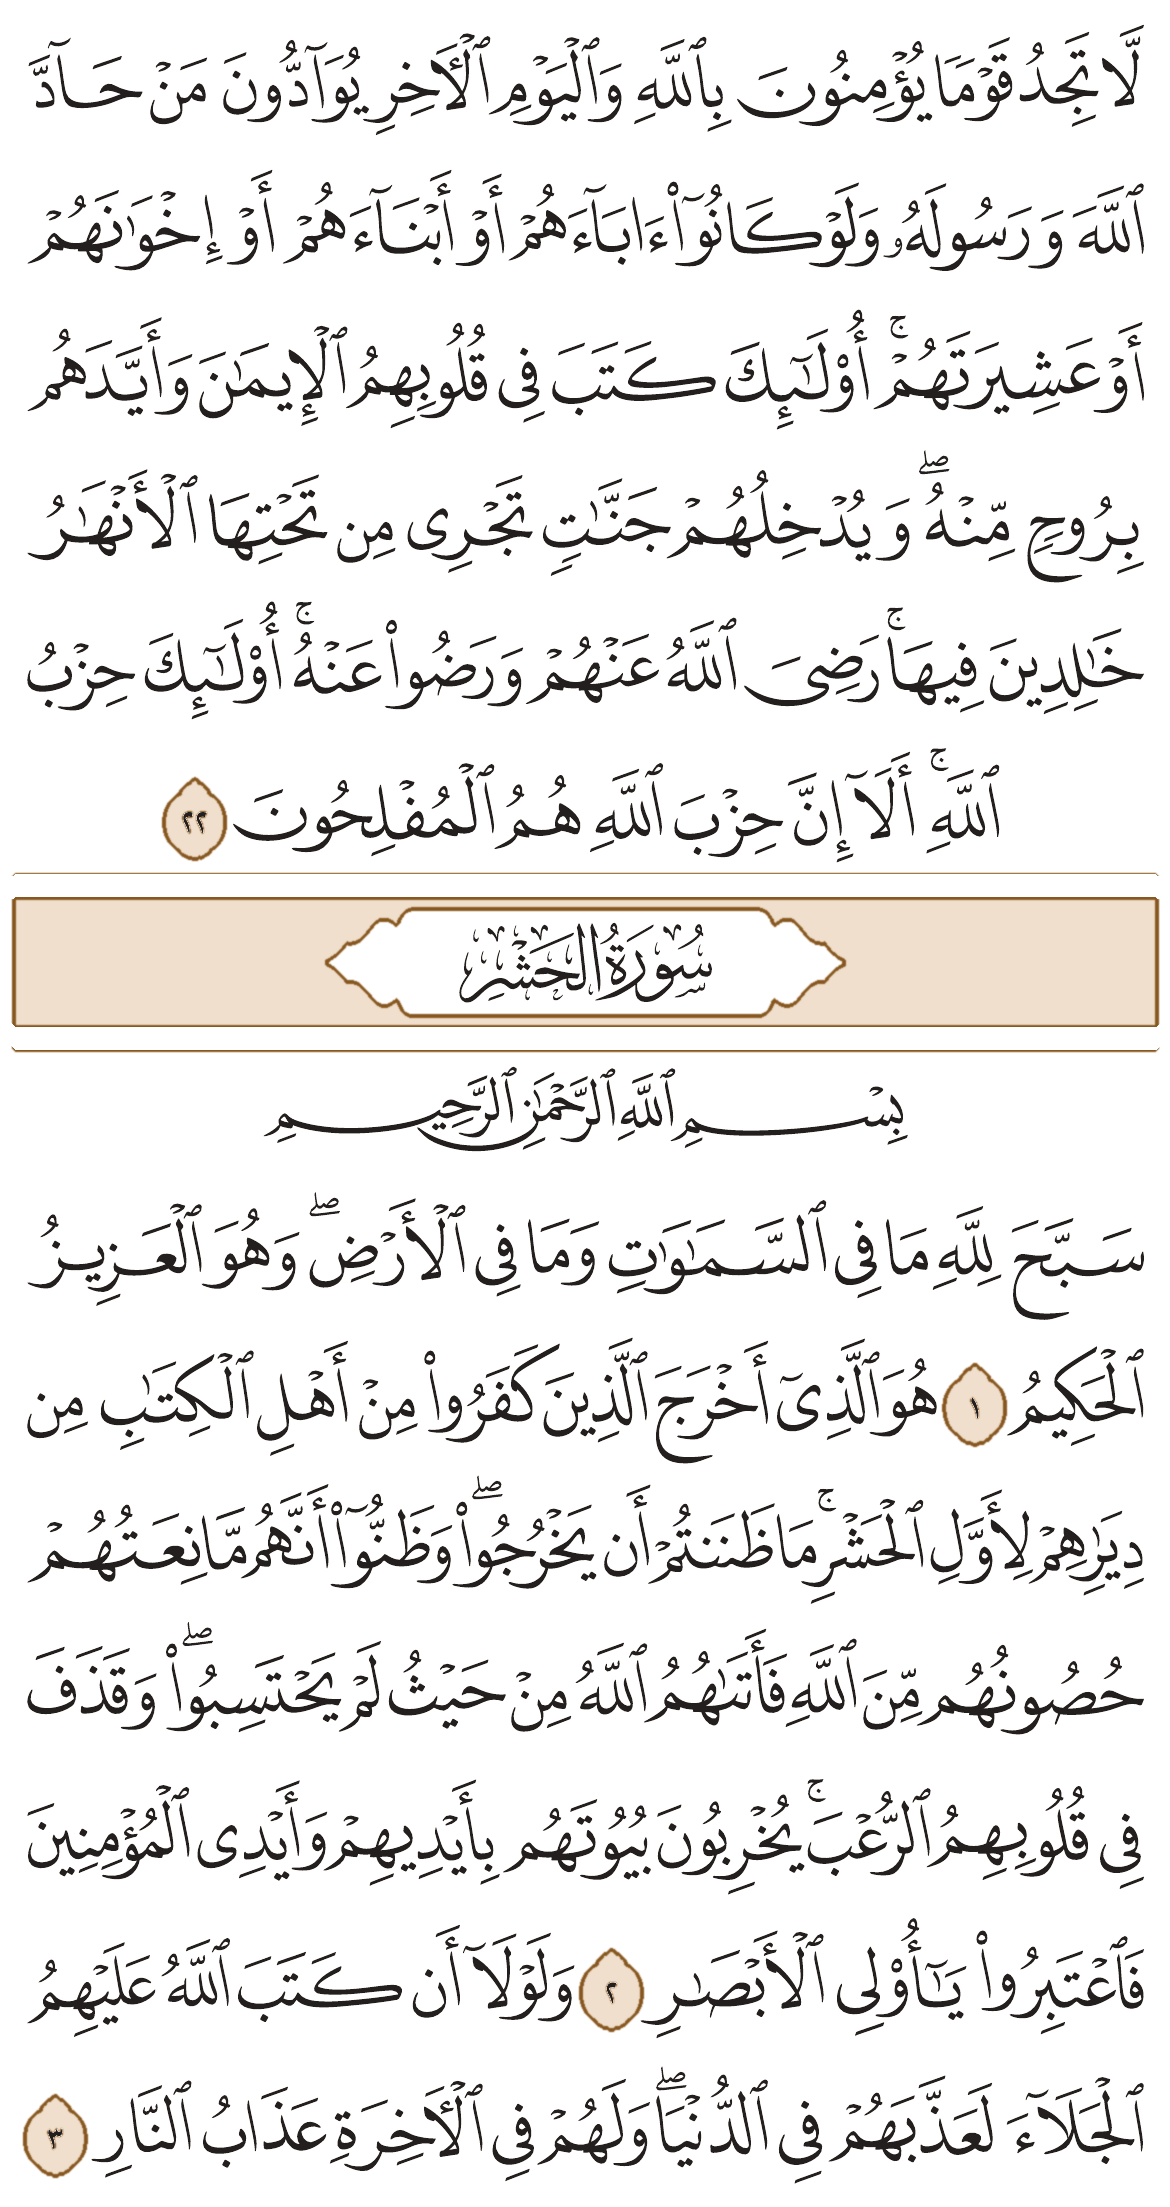 لَّا تَجِدُ قَوْمًا يُؤْمِنُونَ بِٱللَّهِ وَٱلْيَوْمِ ٱلْأَخِرِ يُوَآدُّونَ مَنْ حَآدَّ
ٱللَّهَ وَرَسُولَهُۥ وَلَوْ كَانُوٓا۟ ءَابَآءَهُمْ أَوْ أَبْنَآءَهُمْ أَوْ إِخْوَٰنَهُمْ
أَوْ عَشِيرَتَهُمْ ۚ أُو۟لَـٰٓئِكَ كَتَبَ فِى قُلُوبِهِمُ ٱلْإِيمَـٰنَ وَأَيَّدَهُم
بِرُوحٍ مِّنْهُ ۖ وَيُدْخِلُهُمْ جَنَّـٰتٍ تَجْرِى مِن تَحْتِهَا ٱلْأَنْهَـٰرُ
خَـٰلِدِينَ فِيهَا ۚ رَضِىَ ٱللَّهُ عَنْهُمْ وَرَضُوا۟ عَنْهُ ۚ أُو۟لَـٰٓئِكَ حِزْبُ
ٱللَّهِ ۚ أَلَآ إِنَّ حِزْبَ ٱللَّهِ هُمُ ٱلْمُفْلِحُونَ ٢٢
سُورَةُ الحَشْرِ
بِسْمِ ٱللَّهِ ٱلرَّحْمَـٰنِ ٱلرَّحِيمِ
سَبَّحَ لِلَّهِ مَا فِى ٱلسَّمَـٰوَٰتِ وَمَا فِى ٱلْأَرْضِ ۖ وَهُوَ ٱلْعَزِيزُ
ٱلْحَكِيمُ ١ هُوَ ٱلَّذِىٓ أَخْرَجَ ٱلَّذِينَ كَفَرُوا۟ مِنْ أَهْلِ ٱلْكِتَـٰبِ مِن
دِيَـٰرِهِمْ لِأَوَّلِ ٱلْحَشْرِ ۚ مَا ظَنَنتُمْ أَن يَخْرُجُوا۟ ۖ وَظَنُّوٓا۟ أَنَّهُم مَّانِعَتُهُمْ
حُصُونُهُم مِّنَ ٱللَّهِ فَأَتَىٰهُمُ ٱللَّهُ مِنْ حَيْثُ لَمْ يَحْتَسِبُوا۟ ۖ وَقَذَفَ
فِى قُلُوبِهِمُ ٱلرُّعْبَ ۚ يُخْرِبُونَ بُيُوتَهُم بِأَيْدِيهِمْ وَأَيْدِى ٱلْمُؤْمِنِينَ
فَٱعْتَبِرُوا۟ يَـٰٓأُو۟لِى ٱلْأَبْصَـٰرِ ٢ وَلَوْلَآ أَن كَتَبَ ٱللَّهُ عَلَيْهِمُ
ٱلْجَلَآءَ لَعَذَّبَهُمْ فِى ٱلدُّنْيَا ۖ وَلَهُمْ فِى ٱلْأَخِرَةِ عَذَابُ ٱلنَّارِ ٣